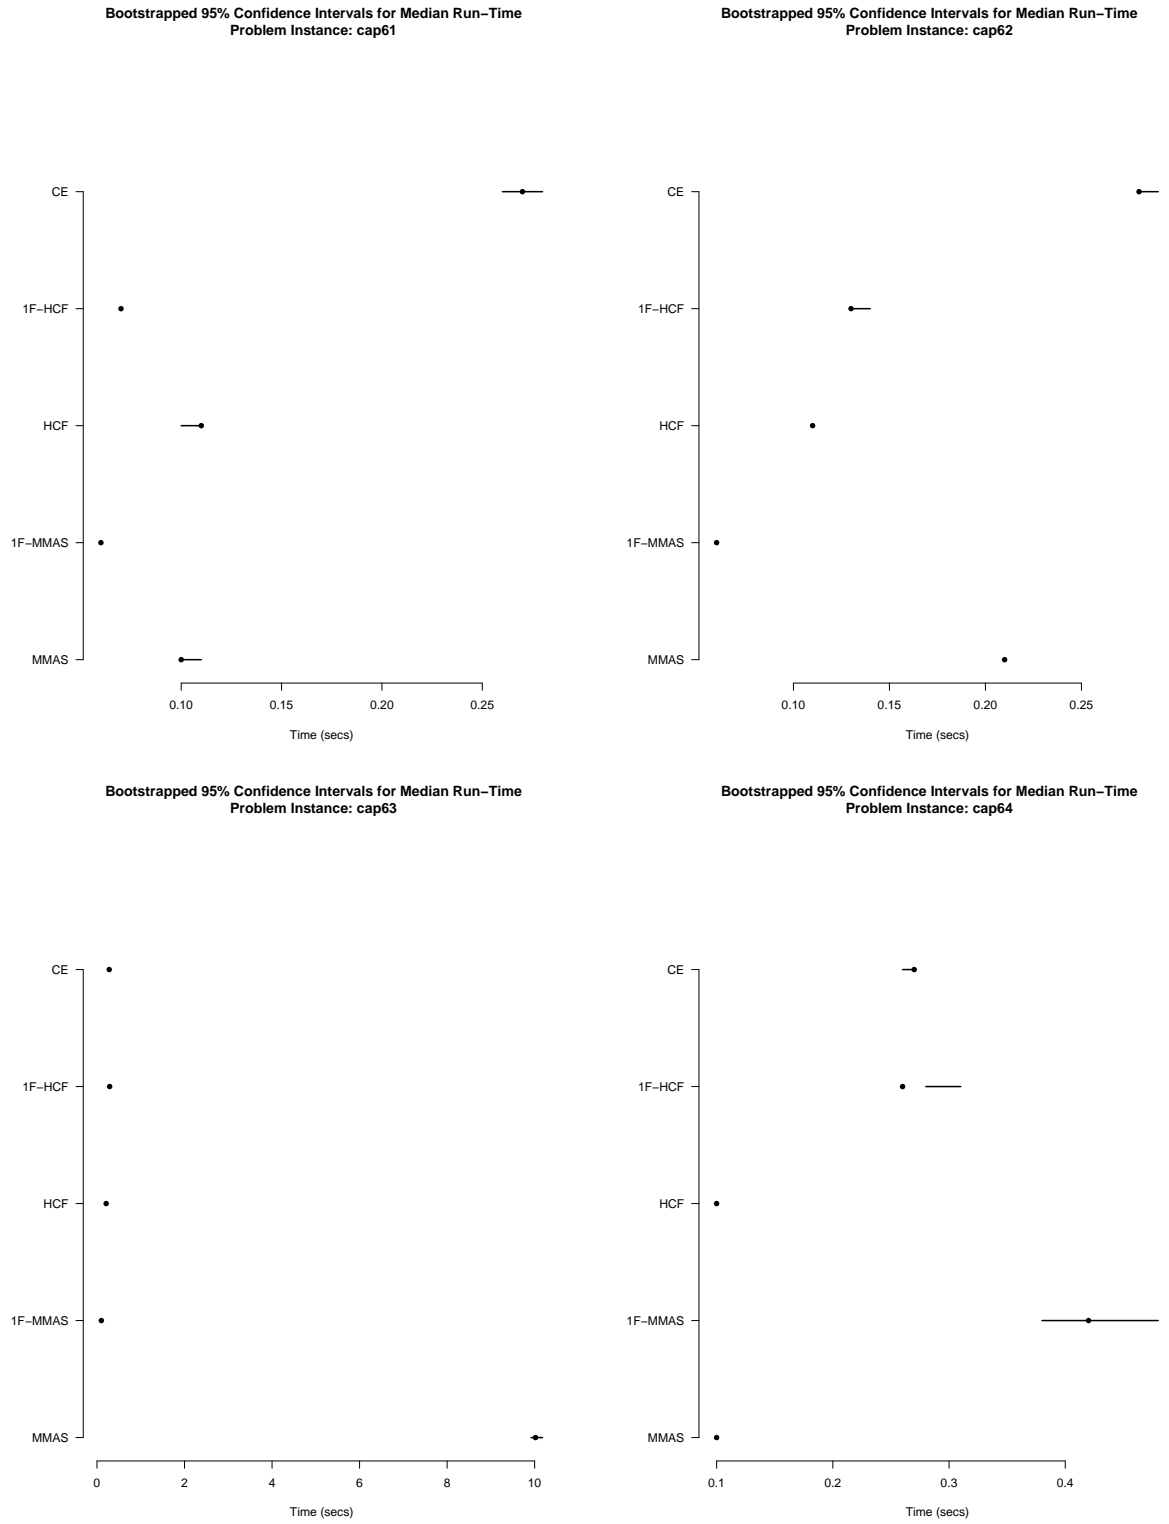 Bootstrapped 95% Confidence Intervals for Median Run−Time
Problem Instance: cap61
CE
1F−HCF
HCF
1F−MMAS
MMAS
0.10 0.15 0.20 0.25
Time (secs)
Bootstrapped 95% Confidence Intervals for Median Run−Time
Problem Instance: cap62
CE
1F−HCF
HCF
1F−MMAS
MMAS
0.10 0.15 0.20 0.25
Time (secs)
Bootstrapped 95% Confidence Intervals for Median Run−Time
Problem Instance: cap63
CE
1F−HCF
HCF
1F−MMAS
MMAS
0 2 4 6 8 10
Time (secs)
Bootstrapped 95% Confidence Intervals for Median Run−Time
Problem Instance: cap64
CE
1F−HCF
HCF
1F−MMAS
MMAS
0.1 0.2 0.3 0.4
Time (secs)